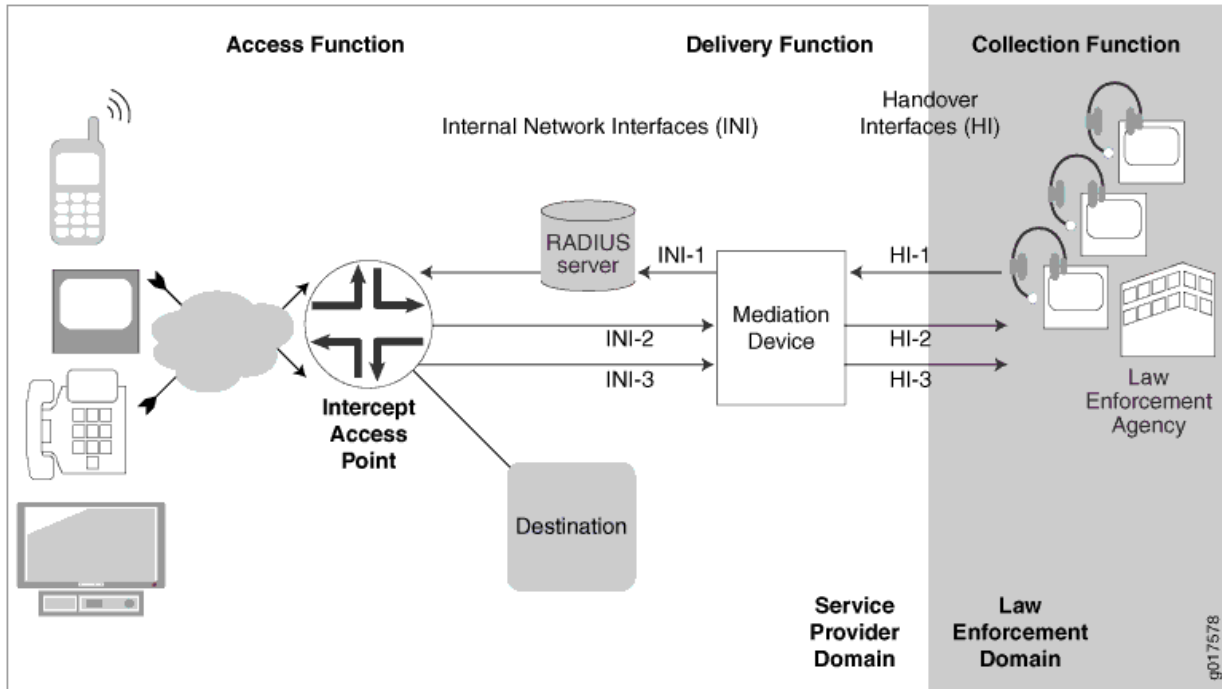 Access Function
Delivery Function
Collection Function
Internal Network Interfaces (INI)
Handover
Interfaces (HI)
RADIUS
server
INI-1
HI-1
Mediation
Device
INI-2
HI-2
INI-3
HI-3
Intercept
Access
Point
Law
Enforcement
Agency
Destination
Service
Provider
Domain
Law
Enforcement
Domain
g017578